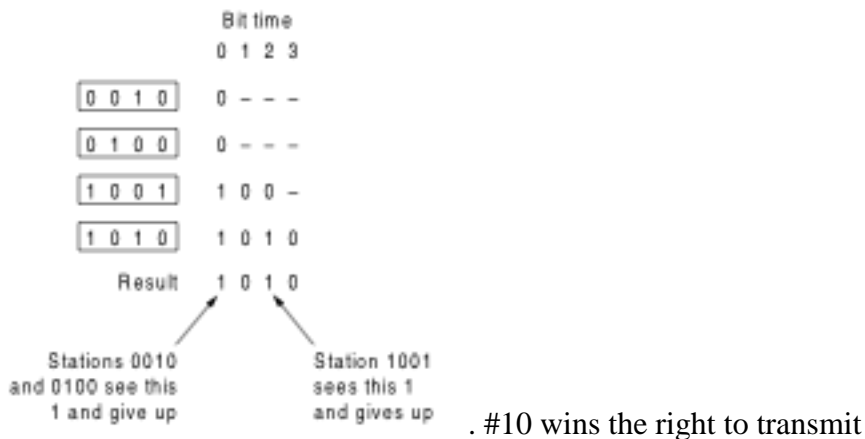 Bit time
0 1 2 3
0 0 1 0 0 – – –
0 1 0 0 0 – – –
1 0 0 1 1 0 0 –
1 0 1 0 1 0 1 0
Result 1 0 1 0
Stations 0010
and 0100 see this
1 and give up
Station 1001
sees this 1
and gives up
. #10 wins the right to transmit